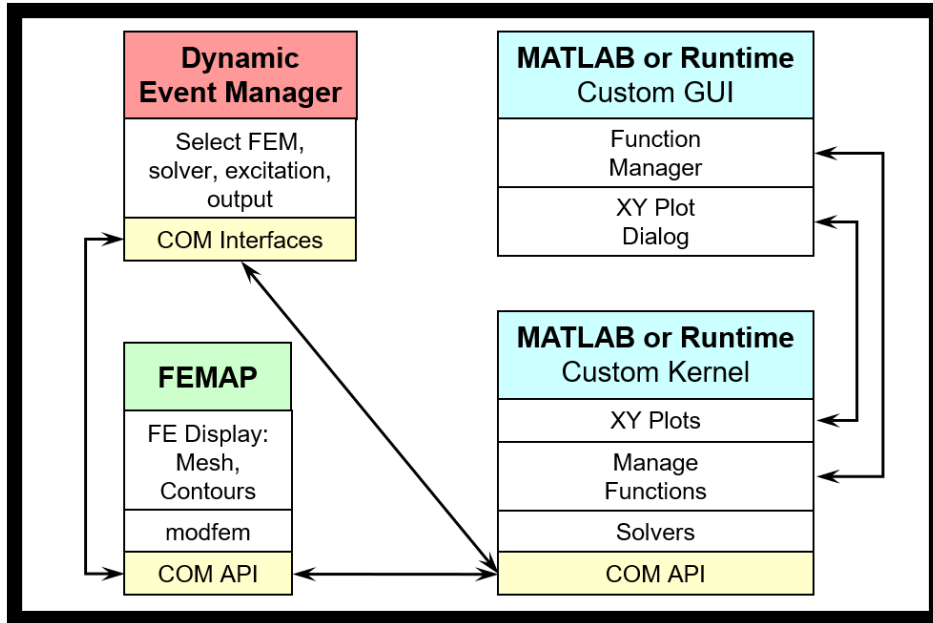 Dynamic
Event Manager
Select FEM,
solver, excitation,
output
COM Interfaces
MATLAB or Runtime
Custom GUI
Function
Manager
XY Plot
Dialog
FEMAP
FE Display:
Mesh,
Contours
modfem
COM API
MATLAB or Runtime
Custom Kernel
XY Plots
Manage
Functions
Solvers
COM API